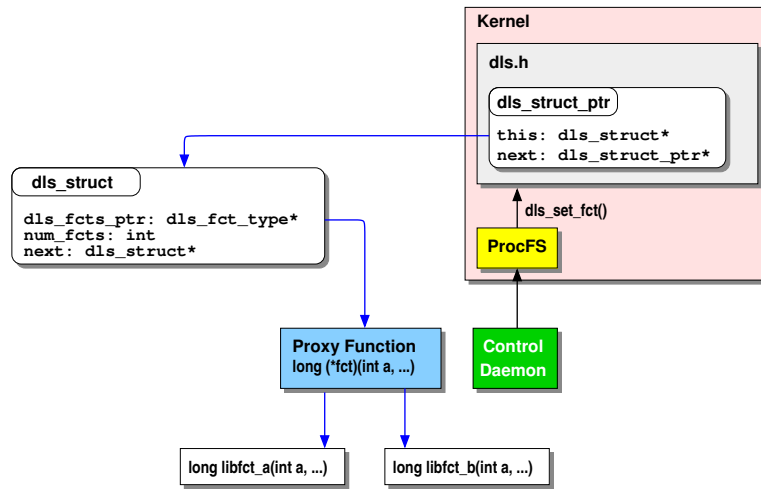 Kernel
dls.h
dls_struct_ptr
this: dls_struct*
next: dls_struct_ptr*
dls_struct
dls_fcts_ptr: dls_fct_type*
num_fcts: int
next: dls_struct*
dls_set_fct()
ProcFS
Proxy Function
long (*fct)(int a, ...)
Control
Daemon
long libfct_a(int a, ...)
long libfct_b(int a, ...)